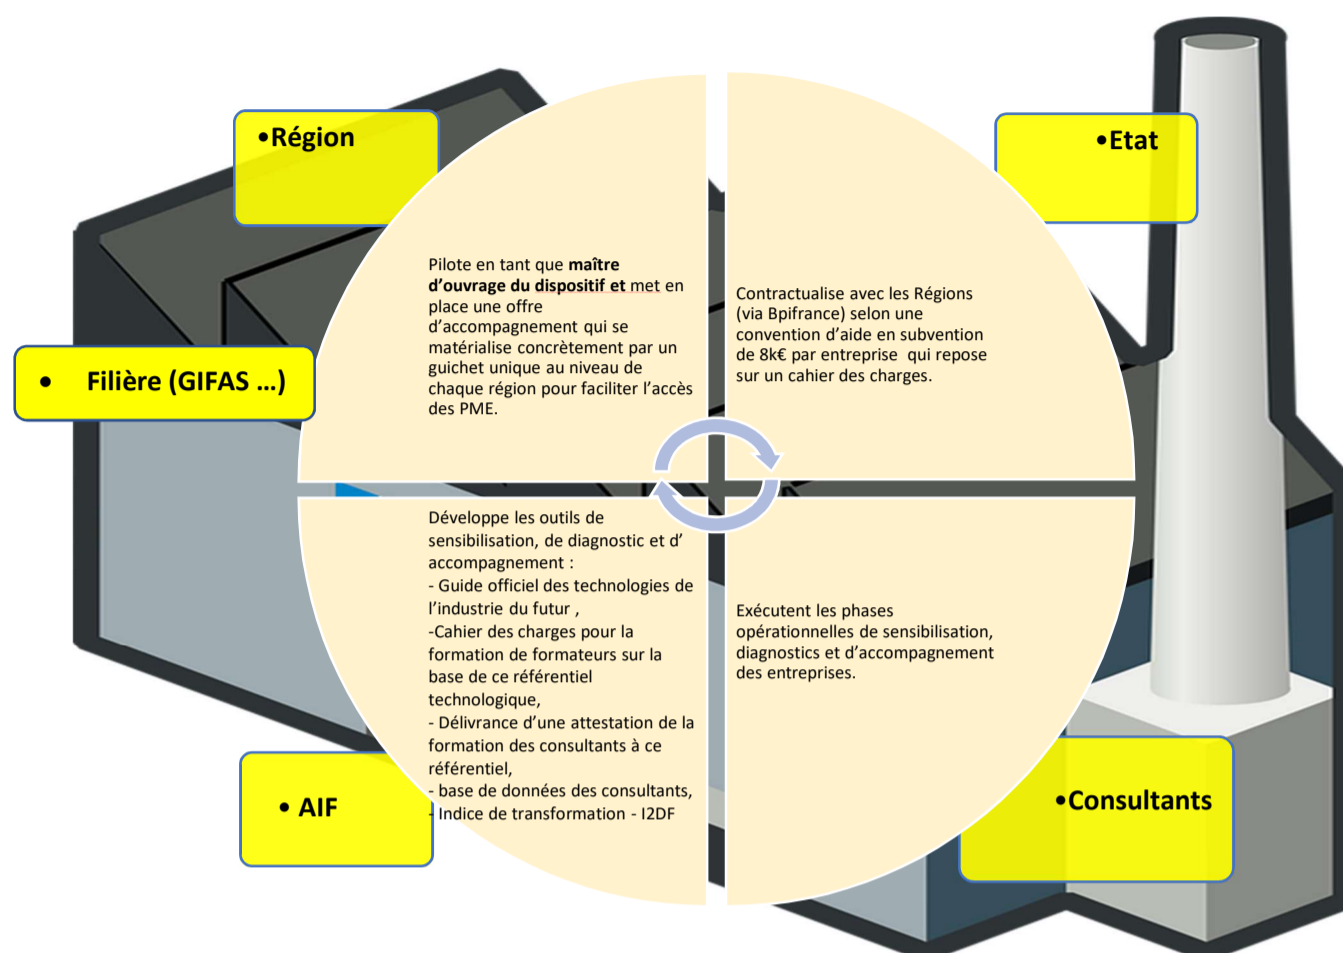 •Région
Pilote en tant que maître
d’ouvrage du dispositif et met en
place une offre
d’accompagnement qui se
matérialise concrètement par un
guichet unique au niveau de
chaque région pour faciliter l’accès
des PME.
•Etat
Contractualise avec les Régions
(via Bpifrance) selon une
convention d’aide en subvention
de 8k€ par entreprise qui repose
sur un cahier des charges.
• Filière (GIFAS ...)
• AIF
Développe les outils de
sensibilisation, de diagnostic et d’
accompagnement :
- Guide officiel des technologies de
l’industrie du futur ,
-Cahier des charges pour la
formation de formateurs sur la
base de ce référentiel
technologique,
- Délivrance d’une attestation de la
formation des consultants à ce
référentiel,
- base de données des consultants,
- Indice de transformation - I2DF
•Consultants
Exécutent les phases
opérationnelles de sensibilisation,
diagnostics et d’accompagnement
des entreprises.